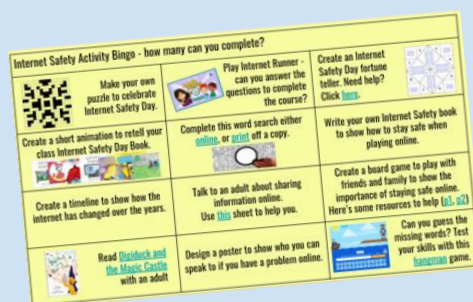 Internet Safety Activity Bingo - how many can you complete?
Make your own
puzzle to celebrate
Internet Safety Day.
Play Internet Runner -
can you answer the
questions to complete
the course?
Create an Internet
Safety Day fortune
teller. Need help?
Click here.
Create a short animation to retell your
class Internet Safety Day Book.
Complete this word search either
online, or print off a copy.
Write your own Internet Safety book
to show how to stay safe when
playing online.
Create a timeline to show how the
internet has changed over the years.
Talk to an adult about sharing
information online.
Use this sheet to help you.
Create a board game to play with
friends and family to show the
importance of staying safe online.
Here's some resources to help (p1, p2)
Read Digiduck and
the Magic Castle
with an adult
Design a poster to show who you can
speak to if you have a problem online.
Can you guess the
missing words? Test
your skills with this
hangman game.